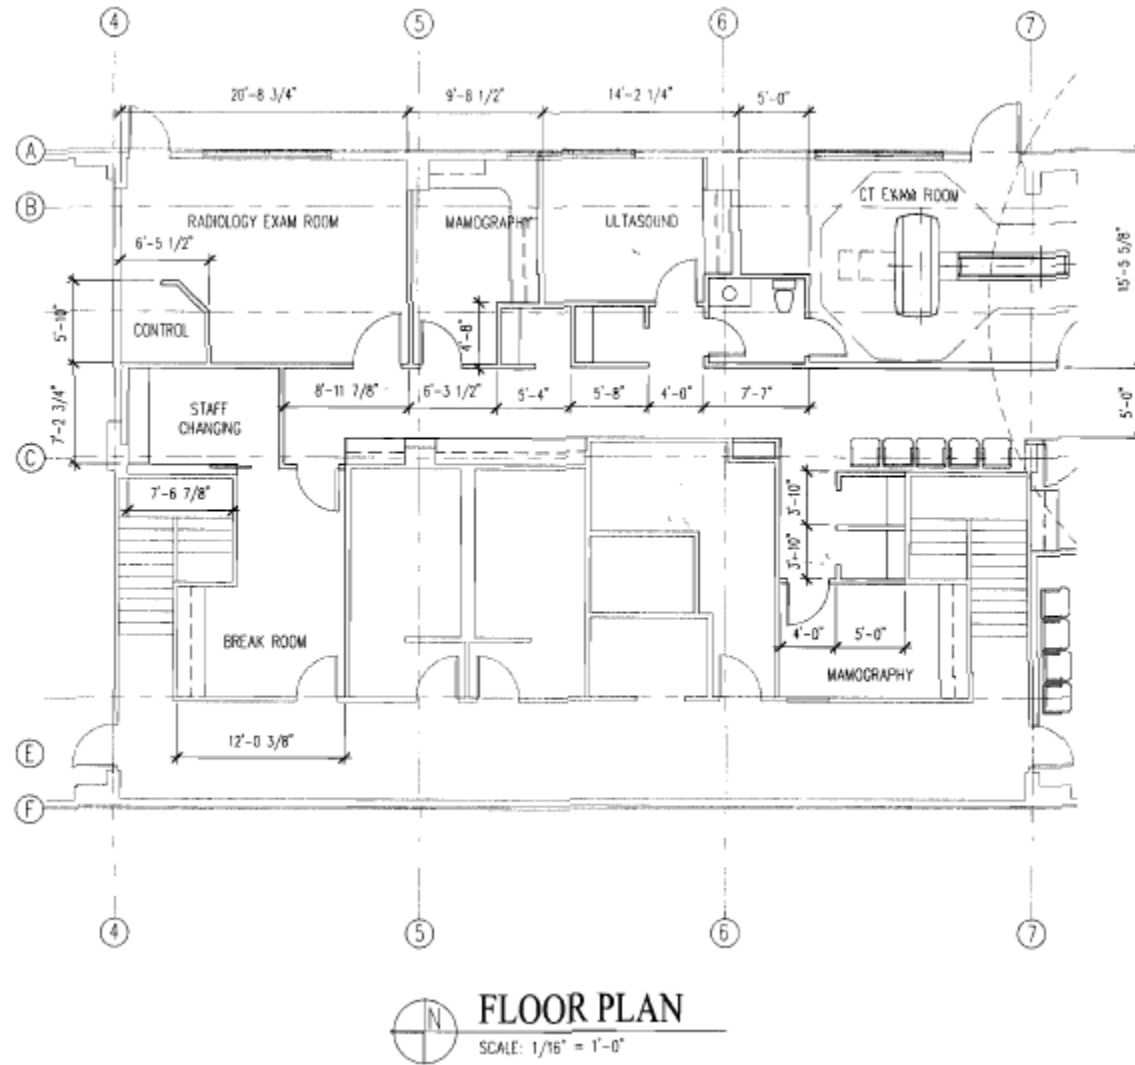 4 5 6 7
20'-8 3/4" 9'-8 1/2" 14'-2 1/4" 5'-0"
A
B
RADIOLOGY EXAM ROOM MAMOGRAPHY ULTASOUND CT EXAM ROOM
6'-5 1/2"
15'-5 5/8"
5'-10"
CONTROL
4'-8"
8'-11 7/8" 6'-3 1/2" 5'-4" 5'-8" 4'-0" 7'-7"
7'-2 3/4"
STAFF
CHANGING
5'-0"
C
7'-6 7/8"
3'-10"
3'-10"
BREAK ROOM
4'-0" 5'-0"
MAMOGRAPHY
12'-0 3/8"
E
F
4 5 6 7
N
FLOOR PLAN
SCALE: 1/16" = 1'-0"